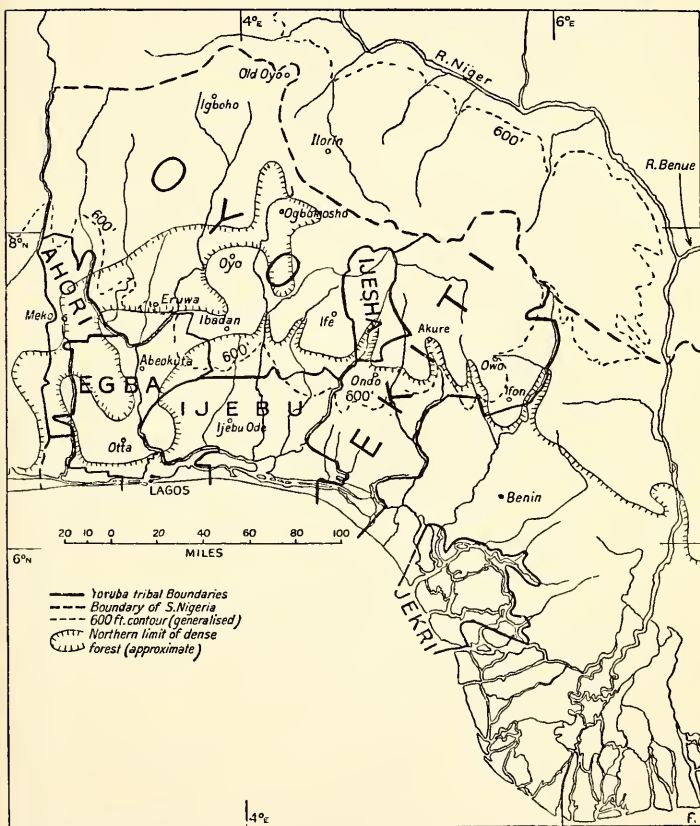 4°E
6°E
Old Oyo
R. Niger
Igboho
600'
Ilorin
R. Benue
OYO
Ogbomosho
8°N
600'
AHORI
Oyo
IJESHA
Eruwa
Meko
Ibadan
Ife
Akure
EKITI
Abeokuta
600'
Owo
EGBA
Ondo
Ifon
IJEBU
600'
Ijebu Ode
Otta
Benin
LAGOS
20 10 0 20 40 60 80 100
MILES
6°N
JEKRI
Yoruba tribal Boundaries
Boundary of S. Nigeria
600 ft. contour (generalised)
Northern limit of dense
forest (approximate)
4°E
6°E
F.